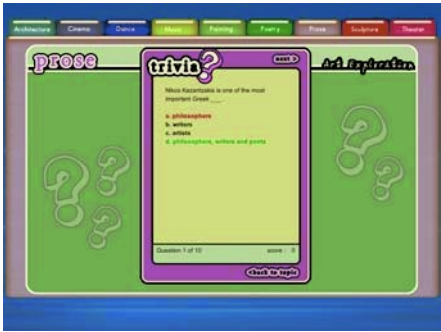 Architecture Cinema Dance Music Painting Poetry Prose Sculpture Theater
prose
trivia?
next >
Art Exploration
Nikos Kazantzakis is one of the most
important Greek ___ .
a. philosophers
b. writers
c. artists
d. philosophers, writers and poets
Question 1 of 10 score : 0
<back to topic